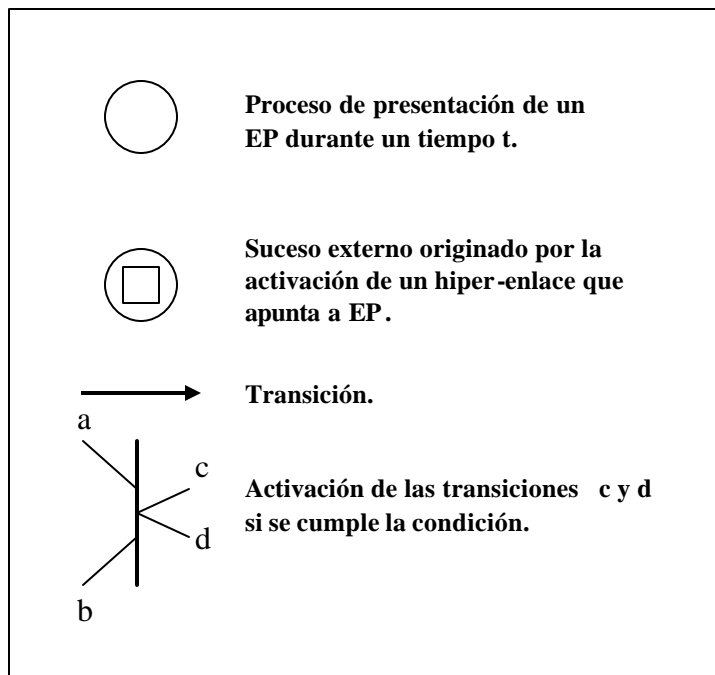 Proceso de presentación de un
EP durante un tiempo t.
Suceso externo originado por la
activación de un hiper-enlace que
apunta a EP.
Transición.
a
c
Activación de las transiciones c y d
si se cumple la condición.
d
b